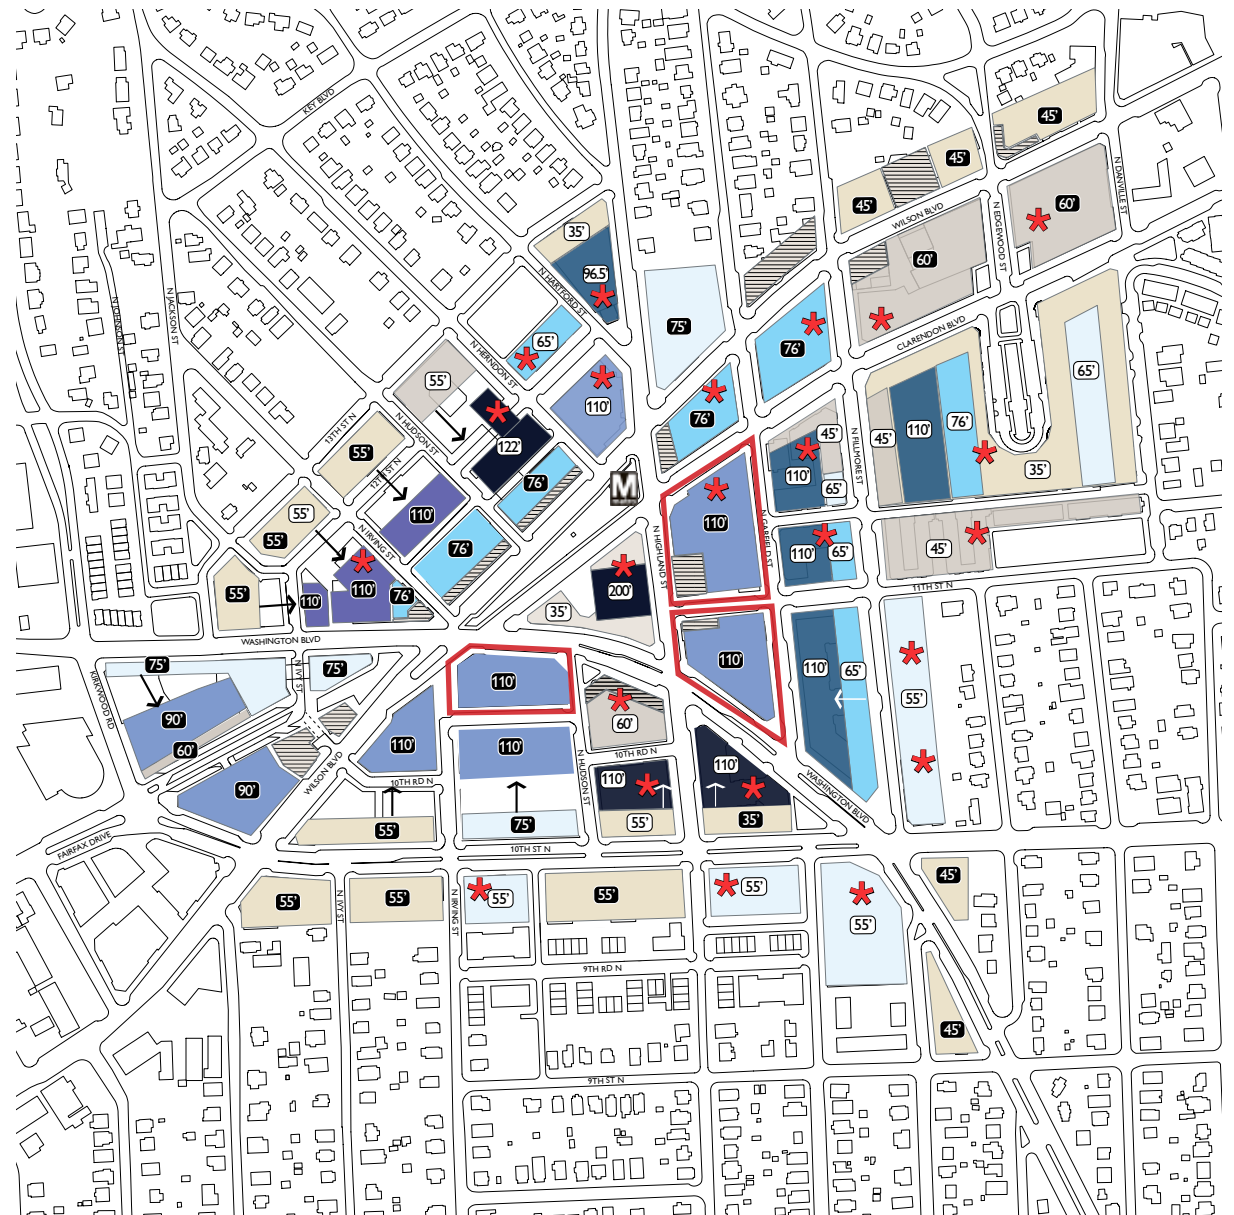 KEY BLVD
45'
45'
45'
N DANVILLE ST
60'
WILSON BLVD
N EDGEWOOD ST
35'
60'
96.5'
N HARTFORD ST
N JACKSON ST
N JOHNSON ST
75'
65'
76'
CLARENDON BLVD
N HERNDON ST
55'
65'
110'
76'
N HUDSON ST
13TH ST N
45'
N FILLMORE ST
45'
110'
76'
122'
55'
35'
12TH ST N
110'
65'
76'
M
55'
110'
110'
N GARFIELD ST
N HIGHLAND ST
N IRVING ST
55'
76'
110'
65'
45'
11TH ST N
55'
110'
110'
76'
35'
200'
WASHINGTON BLVD
75'
N IVY ST
75'
110'
110'
110'
65'
KIRKWOOD RD
90'
60'
60'
55'
110'
110'
10TH RD N
WILSON BLVD
110'
110'
10TH RD N
N HUDSON ST
90'
WASHINGTON BLVD
55'
75'
55'
35'
FAIRFAX DRIVE
10TH ST N
55'
N IVY ST
55'
N IRVING ST
55'
55'
55'
55'
45'
9TH RD N
45'
9TH ST N